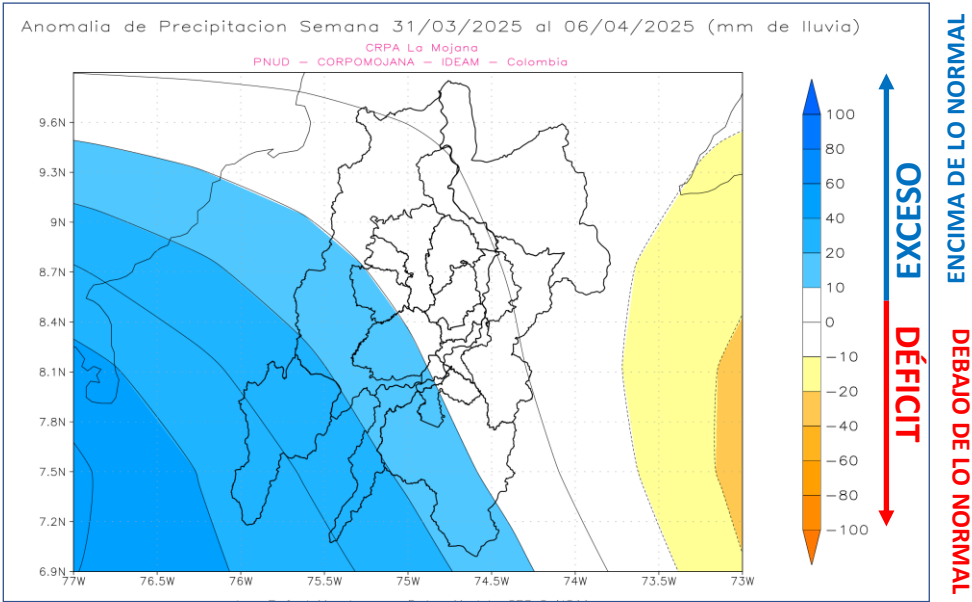 Anomalia de Precipitacion Semana 31/03/2025 al 06/04/2025 (mm de lluvia)
CRPA La Mojana
PNUD – CORPOMOJANA – IDEAM – Colombia
9.6N
9.3N
9N
8.7N
8.4N
8.1N
7.8N
7.5N
7.2N
6.9N
77W
76.5W
76W
75.5W
75W
74.5W
74W
73.5W
73W
100
80
60
40
20
10
0
−10
−20
−40
−60
−80
−100
EXCESO
DÉFICIT
ENCIMA DE LO NORMAL
DEBAJO DE LO NORMAL